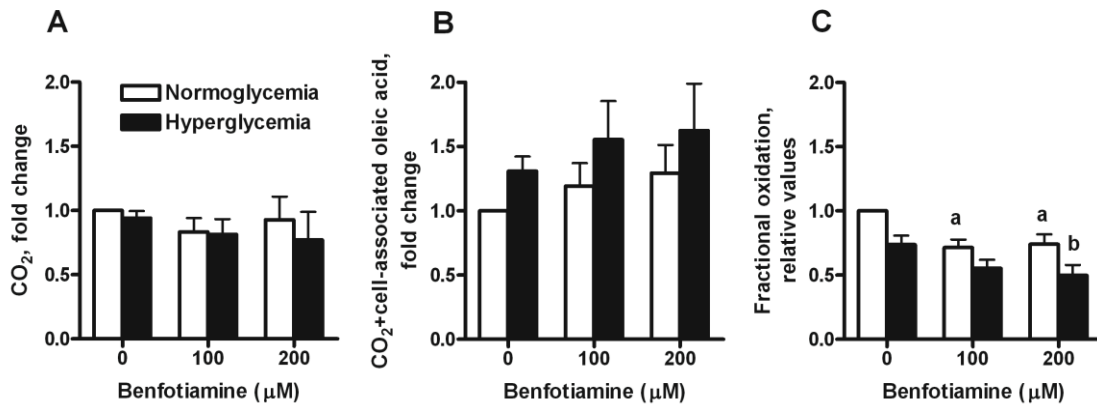 A
CO2, fold change
2.0
1.5
1.0
0.5
0.0
Normoglycemia
Hyperglycemia
0
100
200
Benfotiamine (μM)
B
CO2+cell-associated oleic acid,
fold change
2.0
1.5
1.0
0.5
0.0
0
100
200
Benfotiamine (μM)
C
Fractional oxidation,
relative values
2.0
1.5
1.0
0.5
0.0
a
a
b
0
100
200
Benfotiamine (μM)